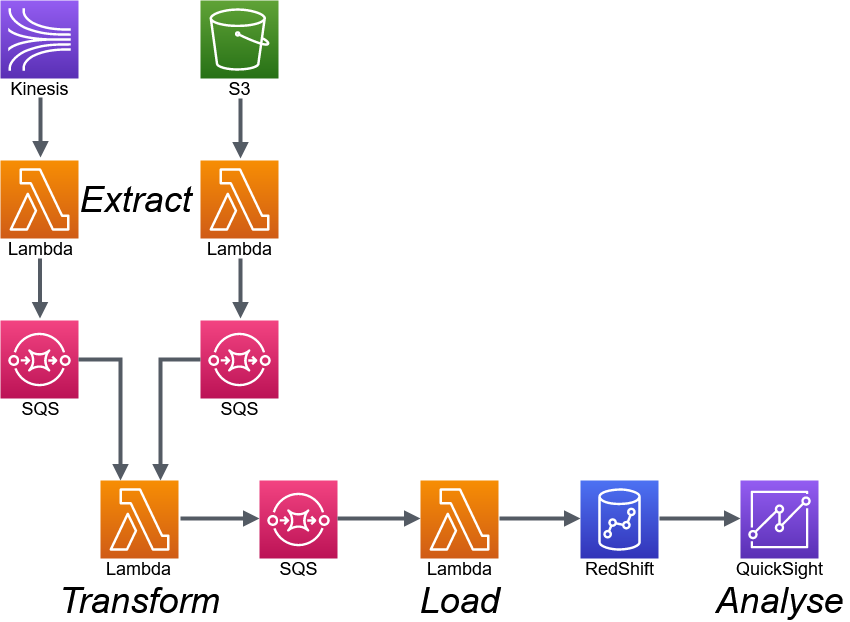 Kinesis
S3
Extract
Lambda
Lambda
SQS
SQS
Lambda
SQS
Lambda
RedShift
QuickSight
Transform
Load
Analyse